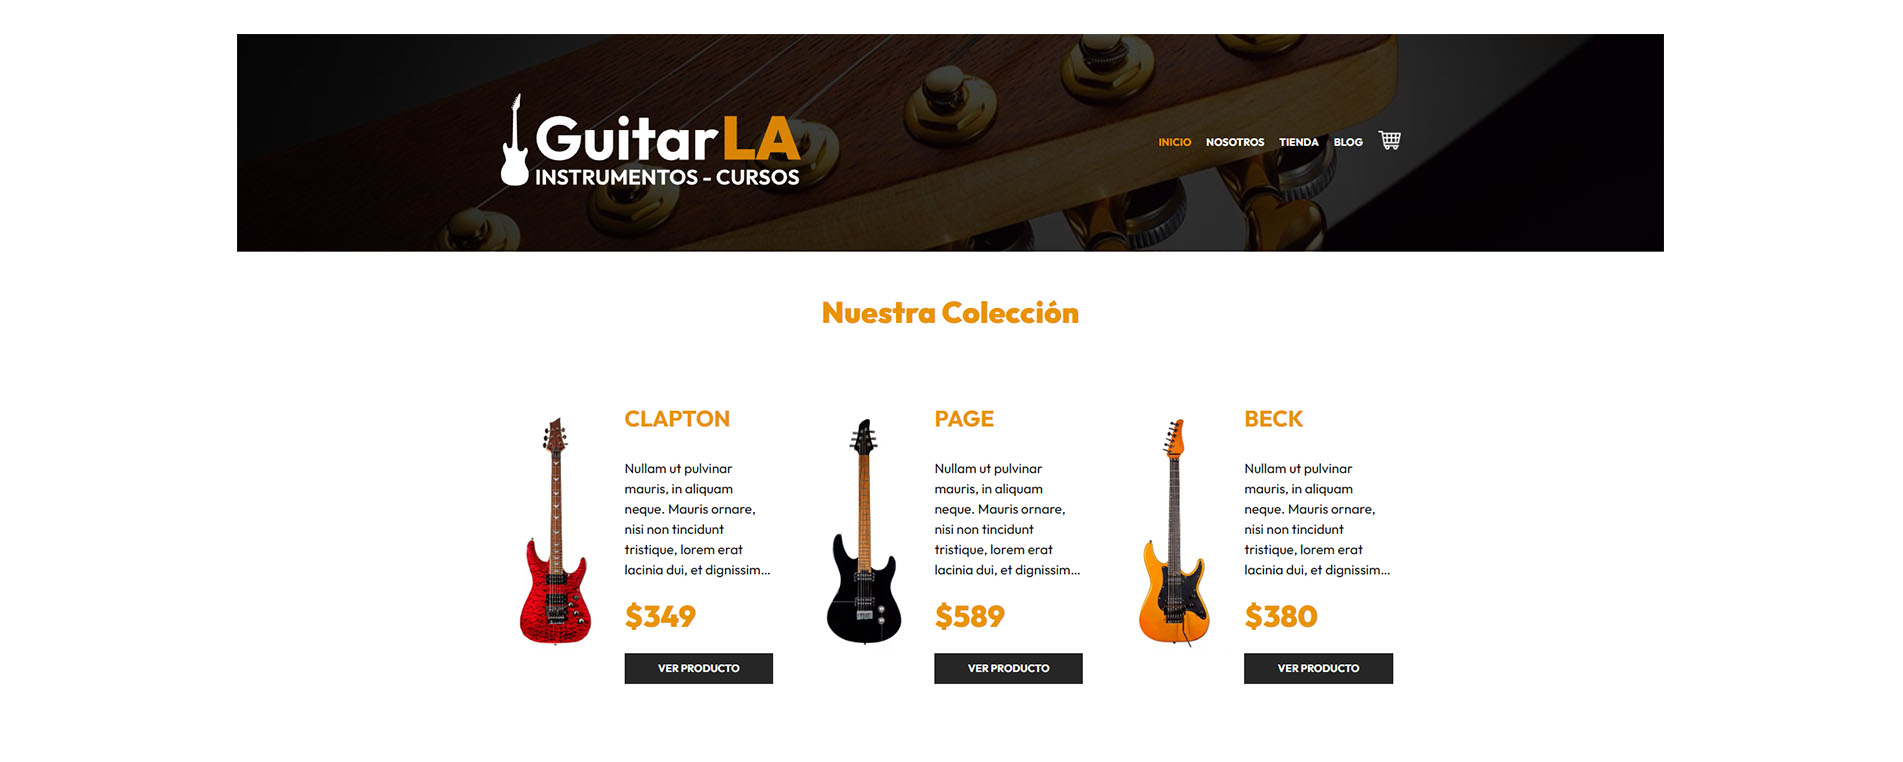 GuitarLA
INSTRUMENTOS - CURSOS
INICIO NOSOTROS TIENDA BLOG
Nuestra Colección
CLAPTON
Nullam ut pulvinar
mauris, in aliquam
neque. Mauris ornare,
nisi non tincidunt
tristique, lorem erat
lacinia dui, et dignissim...
$349
VER PRODUCTO
PAGE
Nullam ut pulvinar
mauris, in aliquam
neque. Mauris ornare,
nisi non tincidunt
tristique, lorem erat
lacinia dui, et dignissim...
$589
VER PRODUCTO
BECK
Nullam ut pulvinar
mauris, in aliquam
neque. Mauris ornare,
nisi non tincidunt
tristique, lorem erat
lacinia dui, et dignissim...
$380
VER PRODUCTO